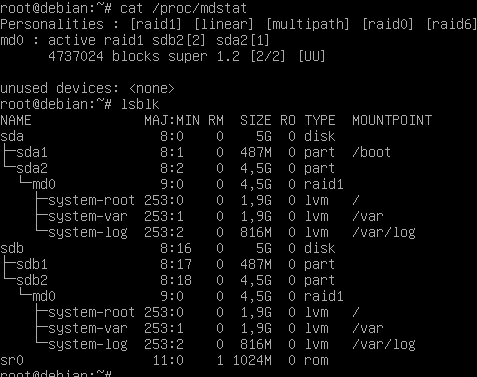 root@debian:~# cat /proc/mdstat
Personalities : [raid1] [linear] [multipath] [raid0] [raid6]
md0 : active raid1 sdb2[2] sda2[1]
      4737024 blocks super 1.2 [2/2] [UU]
unused devices: <none>
root@debian:~# lsblk
NAME              MAJ:MIN RM  SIZE RO TYPE  MOUNTPOINT
sda                 8:0    0    5G  0 disk
├─sda1              8:1    0  487M  0 part  /boot
└─sda2              8:2    0  4,5G  0 part
  └─md0             9:0    0  4,5G  0 raid1
    ├─system-root 253:0    0  1,9G  0 lvm   /
    ├─system-var  253:1    0  1,9G  0 lvm   /var
    └─system-log  253:2    0  816M  0 lvm   /var/log
sdb                 8:16   0    5G  0 disk
├─sdb1              8:17   0  487M  0 part
└─sdb2              8:18   0  4,5G  0 part
  └─md0             9:0    0  4,5G  0 raid1
    ├─system-root 253:0    0  1,9G  0 lvm   /
    ├─system-var  253:1    0  1,9G  0 lvm   /var
    └─system-log  253:2    0  816M  0 lvm   /var/log
sr0                11:0    1 1024M  0 rom
root@debian:~#